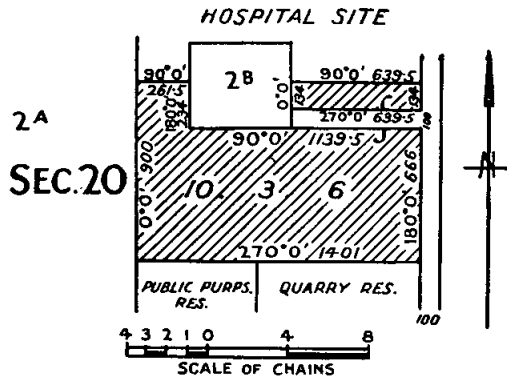 HOSPITAL SITE
90°0'
261·5
2B
90°0' 639·5
180°0'
234
0°0'
134
134
270°0' 639·5
100
2A
90°0' 1139·5
SEC. 20
0°0' 900
10. 3 6
180°0' 666
270°0' 1401
N
PUBLIC PURPS.
RES.
QUARRY RES.
100
4 3 2 1 0 4 8
SCALE OF CHAINS